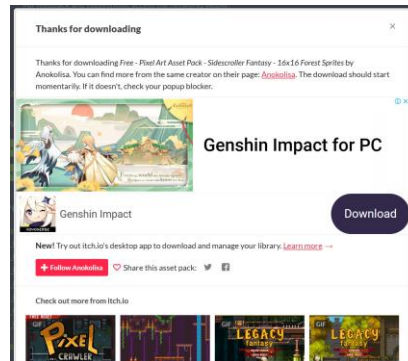 Thanks for downloading
×
Thanks for downloading Free - Pixel Art Asset Pack - Sidescroller Fantasy - 16x16 Forest Sprites by
Anokolisa. You can find more from the same creator on their page: Anokolisa. The download should start
momentarily. If it doesn't, check your popup blocker.
Genshin Impact for PC
Genshin Impact
Download
New! Try out itch.io's desktop app to download and manage your library. Learn more →
+ Follow Anokolisa
Share this asset pack:
Check out more from itch.io
GIF
PIXEL
CRAWLER
GIF
LEGACY
fantasy
GIF
LEGACY
fantasy